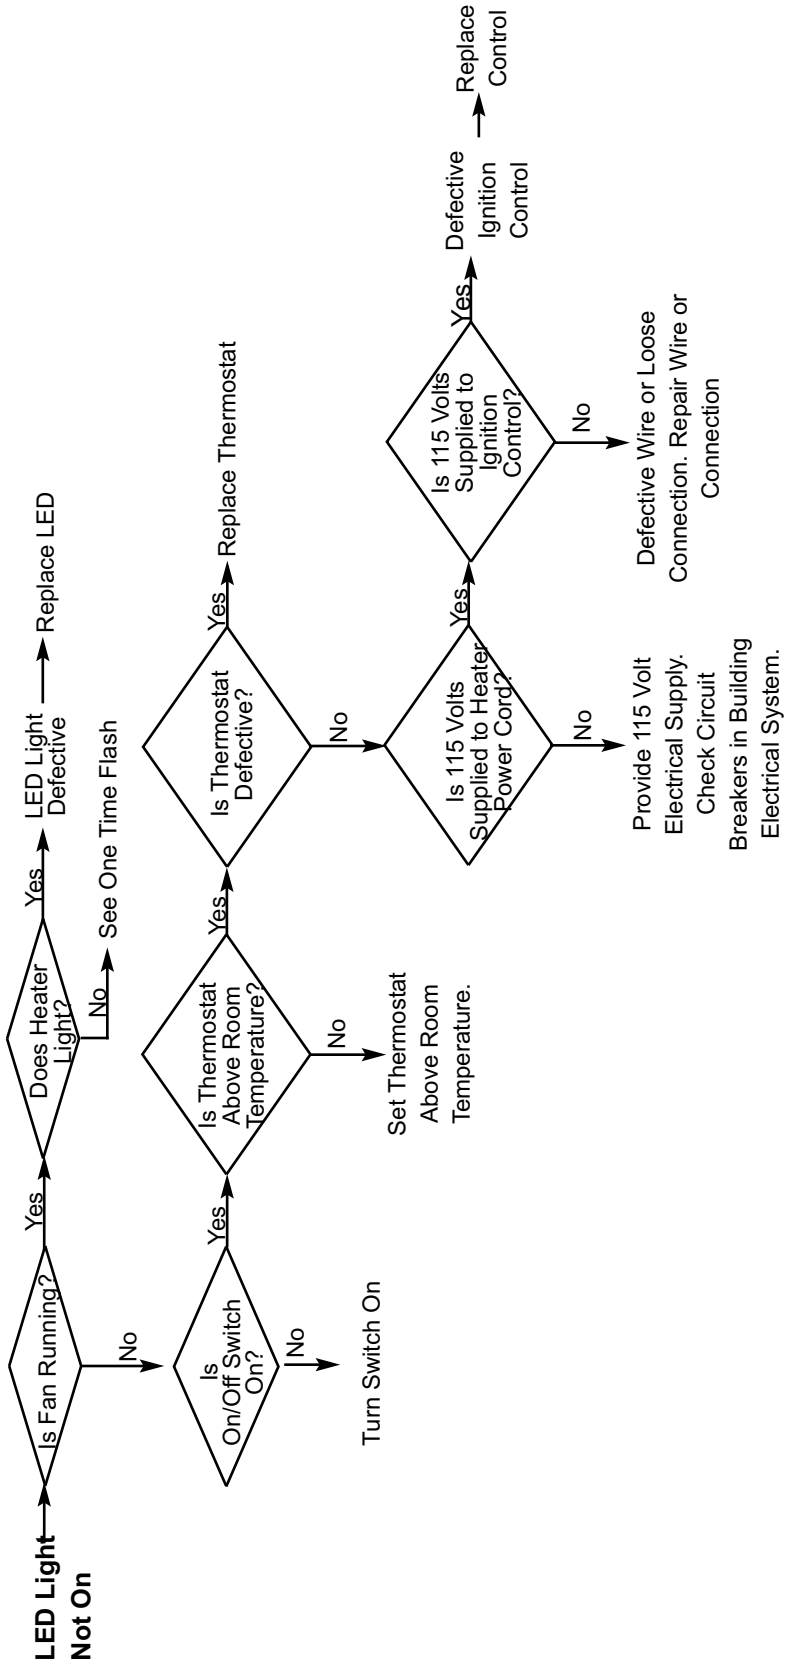 LED Light
Not On
Is Fan Running?
Yes
Does Heater
Light?
Yes
LED Light
Defective
Replace LED
No
See One Time Flash
No
Is
On/Off Switch
On?
Yes
No
Turn Switch On
Is Thermostat
Above Room
Temperature?
Yes
No
Set Thermostat
Above Room
Temperature.
Is Thermostat
Defective?
Yes
Replace Thermostat
No
Is 115 Volts
Supplied to Heater
Power Cord?
Yes
No
Provide 115 Volt
Electrical Supply.
Check Circuit
Breakers in Building
Electrical System.
Is 115 Volts
Supplied to
Ignition
Control?
Yes
No
Defective Wire or Loose
Connection. Repair Wire or
Connection
Defective
Ignition
Control
Replace
Control